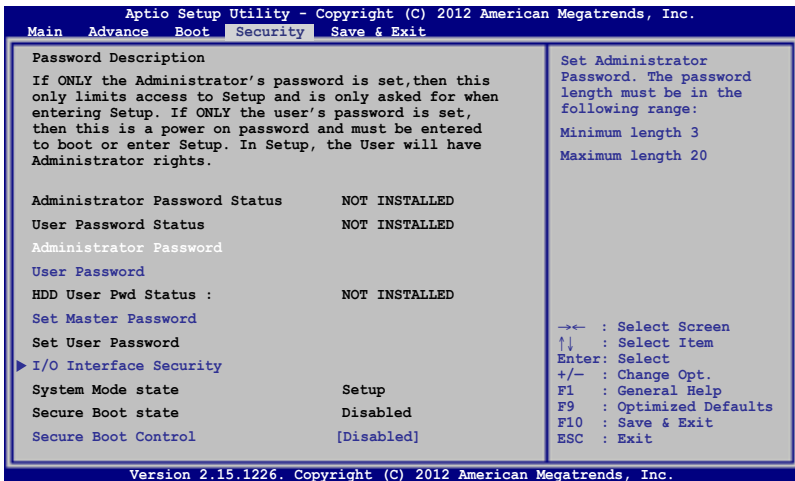 Aptio Setup Utility - Copyright (C) 2012 American Megatrends, Inc.
Main Advance Boot Security Save & Exit
Password Description
If ONLY the Administrator's password is set,then this
only limits access to Setup and is only asked for when
entering Setup. If ONLY the user's password is set,
then this is a power on password and must be entered
to boot or enter Setup. In Setup, the User will have
Administrator rights.
Administrator Password Status NOT INSTALLED
User Password Status NOT INSTALLED
Administrator Password
User Password
HDD User Pwd Status : NOT INSTALLED
Set Master Password
Set User Password
I/O Interface Security
System Mode state Setup
Secure Boot state Disabled
Secure Boot Control [Disabled]
Set Administrator
Password. The password
length must be in the
following range:
Minimum length 3
Maximum length 20
→← : Select Screen
↑↓ : Select Item
Enter: Select
+/— : Change Opt.
F1 : General Help
F9 : Optimized Defaults
F10 : Save & Exit
ESC : Exit
Version 2.15.1226. Copyright (C) 2012 American Megatrends, Inc.